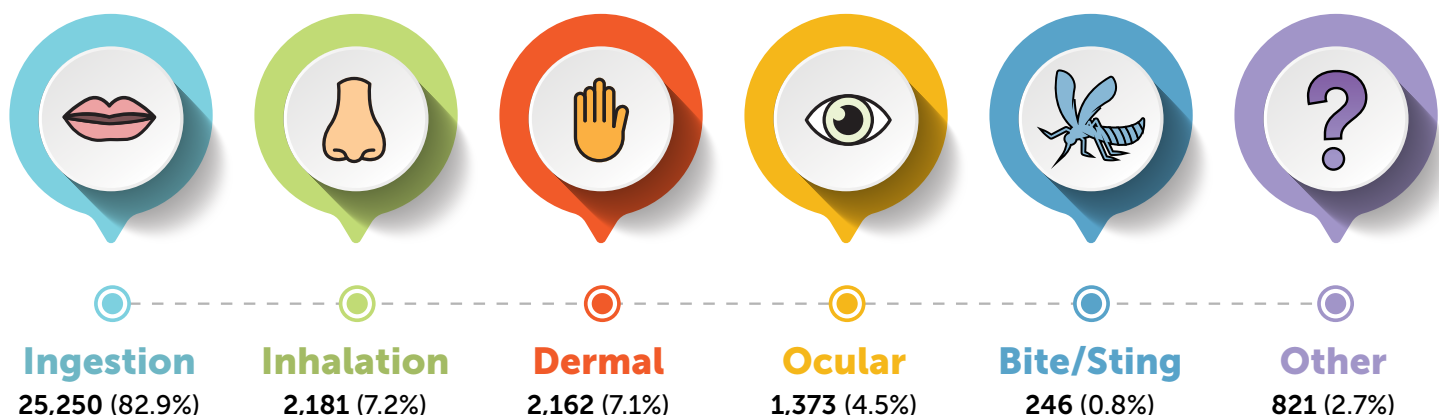 Ingestion
25,250 (82.9%)
Inhalation
2,181 (7.2%)
Dermal
2,162 (7.1%)
Ocular
1,373 (4.5%)
Bite/Sting
246 (0.8%)
Other
821 (2.7%)